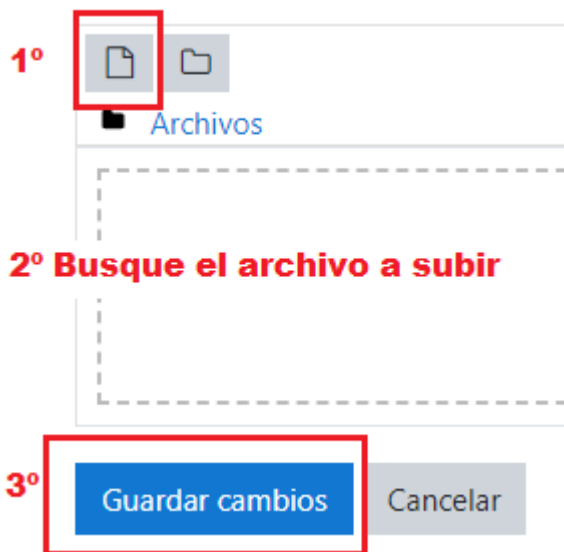 1º
Archivos
2º Busque el archivo a subir
3º
Guardar cambios Cancelar